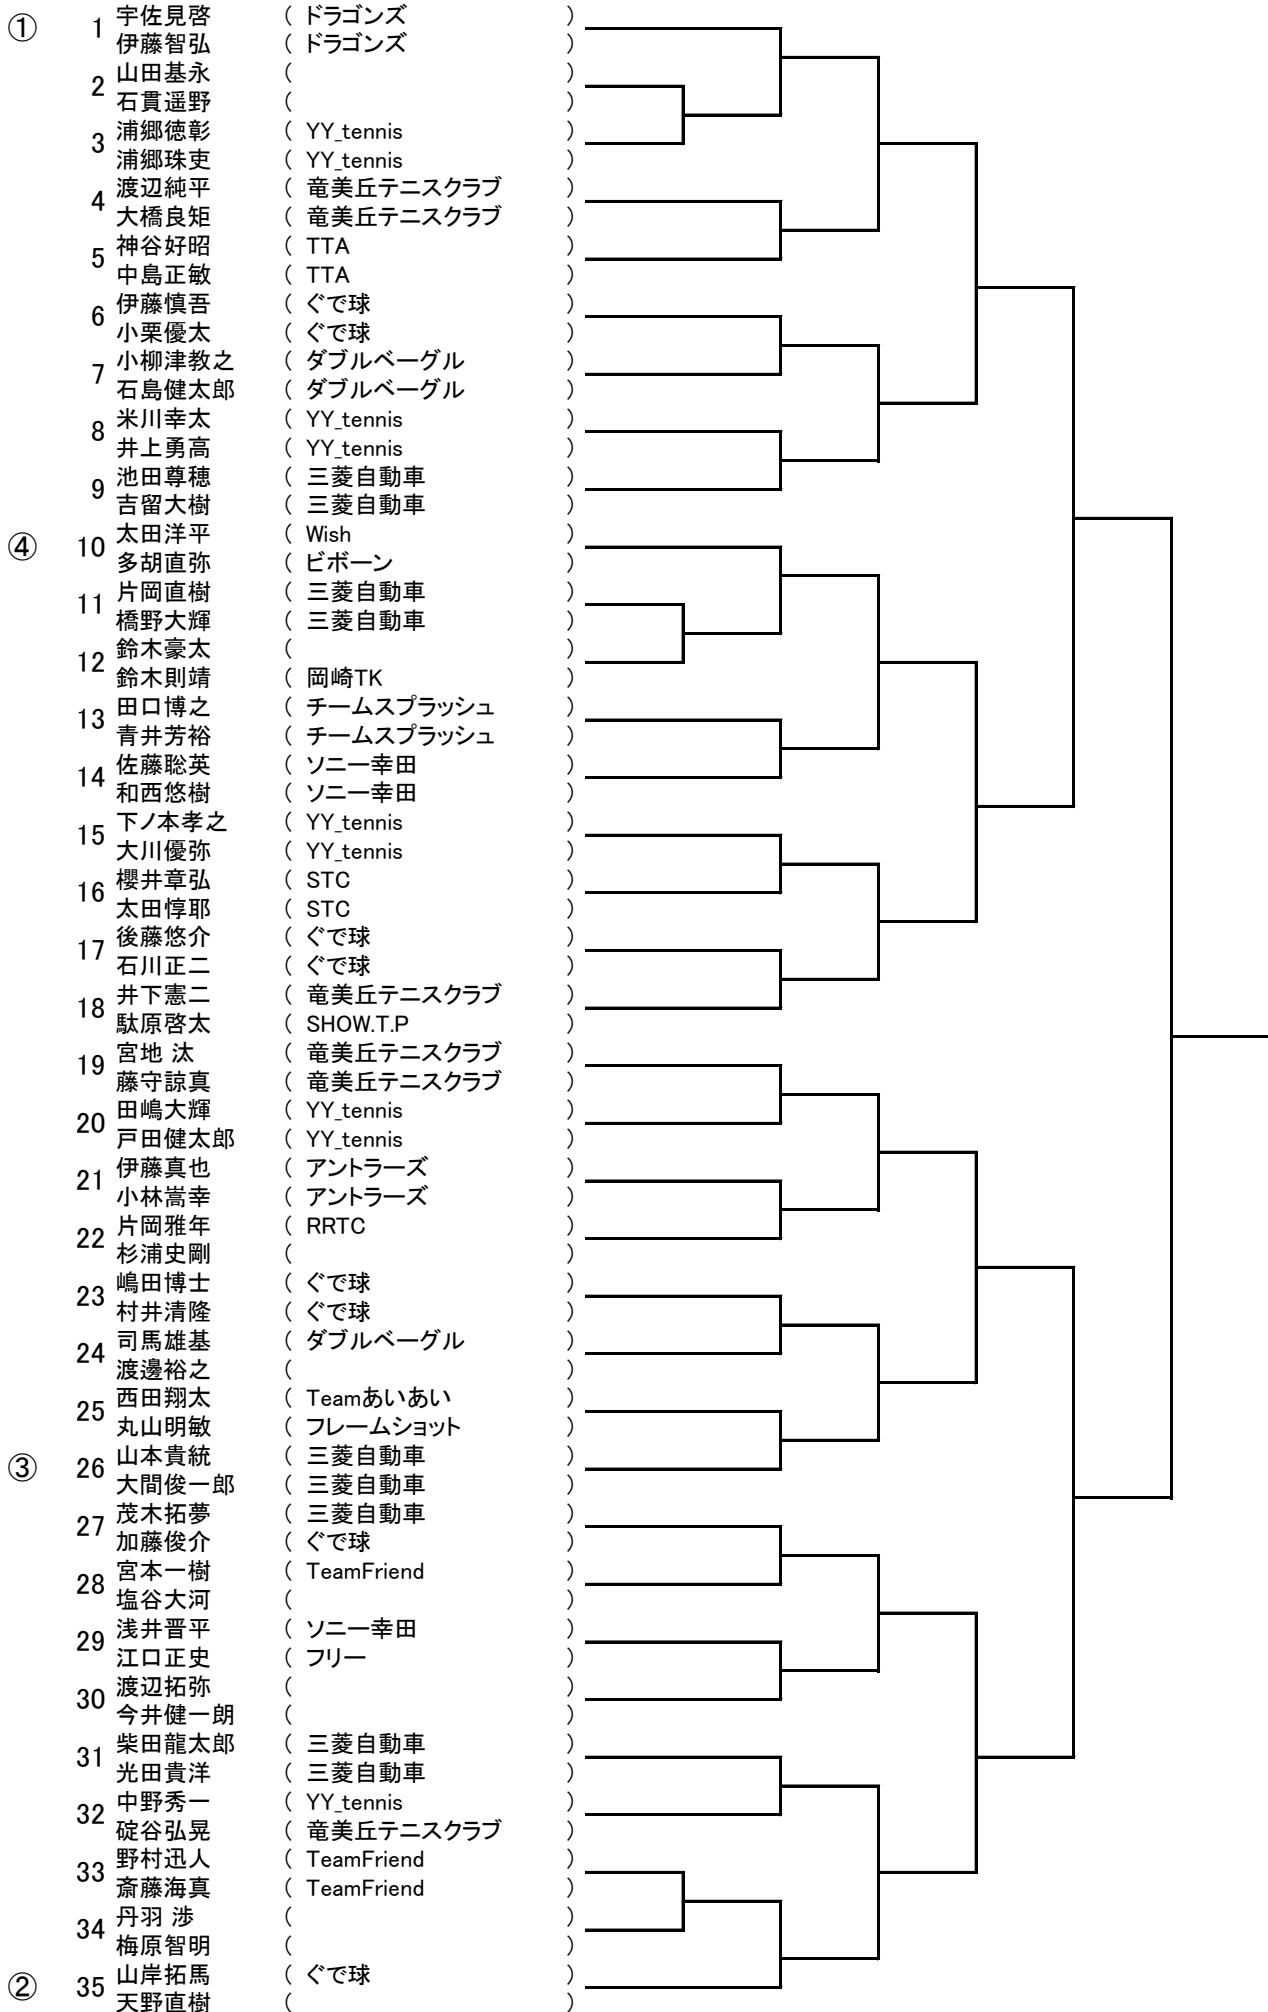 ① 1 宇佐見啓 ( ドラゴンズ )
伊藤智弘 ( ドラゴンズ )
2 山田基永 ( )
石貫遥野 ( )
3 浦郷徳彰 ( YY_tennis )
浦郷珠吏 ( YY_tennis )
4 渡辺純平 ( 竜美丘テニスクラブ )
大橋良矩 ( 竜美丘テニスクラブ )
5 神谷好昭 ( TTA )
中島正敏 ( TTA )
6 伊藤慎吾 ( ぐで球 )
小栗優太 ( ぐで球 )
7 小柳津教之 ( ダブルベーグル )
石島健太郎 ( ダブルベーグル )
8 米川幸太 ( YY_tennis )
井上勇高 ( YY_tennis )
9 池田尊穂 ( 三菱自動車 )
吉留大樹 ( 三菱自動車 )
④ 10 太田洋平 ( Wish )
多胡直弥 ( ビボーン )
11 片岡直樹 ( 三菱自動車 )
橋野大輝 ( 三菱自動車 )
12 鈴木豪太 ( )
鈴木則靖 ( 岡崎TK )
13 田口博之 ( チームスプラッシュ )
青井芳裕 ( チームスプラッシュ )
14 佐藤聡英 ( ソニー幸田 )
和西悠樹 ( ソニー幸田 )
15 下ノ本孝之 ( YY_tennis )
大川優弥 ( YY_tennis )
16 櫻井章弘 ( STC )
太田惇耶 ( STC )
17 後藤悠介 ( ぐで球 )
石川正二 ( ぐで球 )
18 井下憲二 ( 竜美丘テニスクラブ )
駄原啓太 ( SHOW.T.P )
19 宮地 汰 ( 竜美丘テニスクラブ )
藤守諒真 ( 竜美丘テニスクラブ )
20 田嶋大輝 ( YY_tennis )
戸田健太郎 ( YY_tennis )
21 伊藤真也 ( アントラーズ )
小林嵩幸 ( アントラーズ )
22 片岡雅年 ( RRTC )
杉浦史剛 ( )
23 嶋田博士 ( ぐで球 )
村井清隆 ( ぐで球 )
24 司馬雄基 ( ダブルベーグル )
渡邊裕之 ( )
25 西田翔太 ( Teamあいあい )
丸山明敏 ( フレームショット )
③ 26 山本貴統 ( 三菱自動車 )
大間俊一郎 ( 三菱自動車 )
27 茂木拓夢 ( 三菱自動車 )
加藤俊介 ( ぐで球 )
28 宮本一樹 ( TeamFriend )
塩谷大河 ( )
29 浅井晋平 ( ソニー幸田 )
江口正史 ( フリー )
30 渡辺拓弥 ( )
今井健一朗 ( )
31 柴田龍太郎 ( 三菱自動車 )
光田貴洋 ( 三菱自動車 )
32 中野秀一 ( YY_tennis )
碇谷弘晃 ( 竜美丘テニスクラブ )
33 野村迅人 ( TeamFriend )
斎藤海真 ( TeamFriend )
34 丹羽 渉 ( )
梅原智明 ( )
② 35 山岸拓馬 ( ぐで球 )
天野直樹 ( )